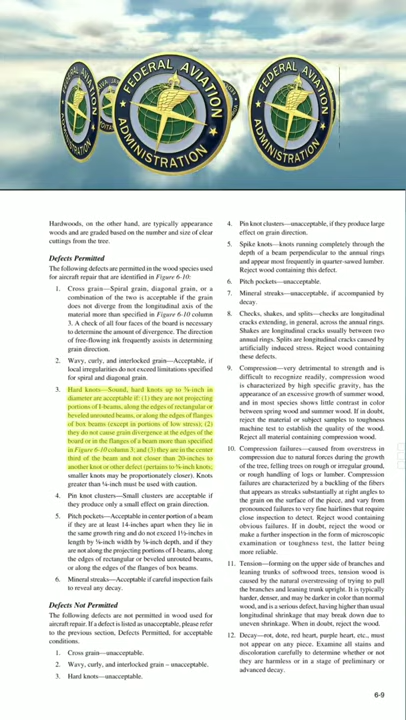 FEDERAL AVIATION
ADMINISTRATION
FEDERAL AVIATION
ADMINISTRATION
FEDERAL AVIATION
ADMINISTRATION
Hardwoods, on the other hand, are typically appearance
woods and are graded based on the number and size of clear
cuttings from the tree.
Defects Permitted
The following defects are permitted in the wood species used
for aircraft repair that are identified in Figure 6-10:
1. Cross grain—Spiral grain, diagonal grain, or a
combination of the two is acceptable if the grain
does not diverge from the longitudinal axis of the
material more than specified in Figure 6-10 column
3. A check of all four faces of the board is necessary
to determine the amount of divergence. The direction
of free-flowing ink frequently assists in determining
grain direction.
2. Wavy, curly, and interlocked grain—Acceptable, if
local irregularities do not exceed limitations specified
for spiral and diagonal grain.
3. Hard knots—Sound, hard knots up to ⅜-inch in
diameter are acceptable if: (1) they are not projecting
portions of I-beams, along the edges of rectangular or
beveled unrouted beams, or along the edges of flanges
of box beams (except in portions of low stress); (2)
they do not cause grain divergence at the edges of the
board or in the flanges of a beam more than specified
in Figure 6-10 column 3; and (3) they are in the center
third of the beam and not closer than 20-inches to
another knot or other defect (pertains to ⅜-inch knots;
smaller knots may be proportionately closer). Knots
greater than ¼-inch must be used with caution.
4. Pin knot clusters—Small clusters are acceptable if
they produce only a small effect on grain direction.
5. Pitch pockets—Acceptable in center portion of a beam
if they are at least 14-inches apart when they lie in
the same growth ring and do not exceed 1½-inches in
length by ⅛-inch width by ⅛-inch depth, and if they
are not along the projecting portions of I-beams, along
the edges of rectangular or beveled unrouted beams,
or along the edges of the flanges of box beams.
6. Mineral streaks—Acceptable if careful inspection fails
to reveal any decay.
Defects Not Permitted
The following defects are not permitted in wood used for
aircraft repair. If a defect is listed as unacceptable, please refer
to the previous section, Defects Permitted, for acceptable
conditions.
1. Cross grain—unacceptable.
2. Wavy, curly, and interlocked grain – unacceptable.
3. Hard knots—unacceptable.
4. Pin knot clusters—unacceptable, if they produce large
effect on grain direction.
5. Spike knots—knots running completely through the
depth of a beam perpendicular to the annual rings
and appear most frequently in quarter-sawed lumber.
Reject wood containing this defect.
6. Pitch pockets—unacceptable.
7. Mineral streaks—unacceptable, if accompanied by
decay.
8. Checks, shakes, and splits—checks are longitudinal
cracks extending, in general, across the annual rings.
Shakes are longitudinal cracks usually between two
annual rings. Splits are longitudinal cracks caused by
artificially induced stress. Reject wood containing
these defects.
9. Compression—very detrimental to strength and is
difficult to recognize readily, compression wood
is characterized by high specific gravity, has the
appearance of an excessive growth of summer wood,
and in most species shows little contrast in color
between spring wood and summer wood. If in doubt,
reject the material or subject samples to toughness
machine test to establish the quality of the wood.
Reject all material containing compression wood.
10. Compression failures—caused from overstress in
compression due to natural forces during the growth
of the tree, felling trees on rough or irregular ground,
or rough handling of logs or lumber. Compression
failures are characterized by a buckling of the fibers
that appears as streaks substantially at right angles to
the grain on the surface of the piece, and vary from
pronounced failures to very fine hairlines that require
close inspection to detect. Reject wood containing
obvious failures. If in doubt, reject the wood or
make a further inspection in the form of microscopic
examination or toughness test, the latter being
more reliable.
11. Tension—forming on the upper side of branches and
leaning trunks of softwood trees, tension wood is
caused by the natural overstressing of trying to pull
the branches and leaning trunk upright. It is typically
harder, denser, and may be darker in color than normal
wood, and is a serious defect, having higher than usual
longitudinal shrinkage that may break down due to
uneven shrinkage. When in doubt, reject the wood.
12. Decay—rot, dote, red heart, purple heart, etc., must
not appear on any piece. Examine all stains and
discoloration carefully to determine whether or not
they are harmless or in a stage of preliminary or
advanced decay.
6-9